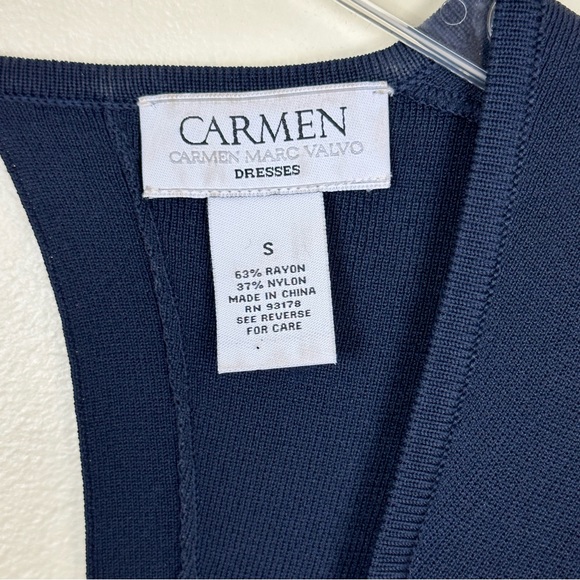 CARMEN
CARMEN MARC VALVO
DRESSES
S
63% RAYON
37% NYLON
MADE IN CHINA
RN 93178
SEE REVERSE
FOR CARE